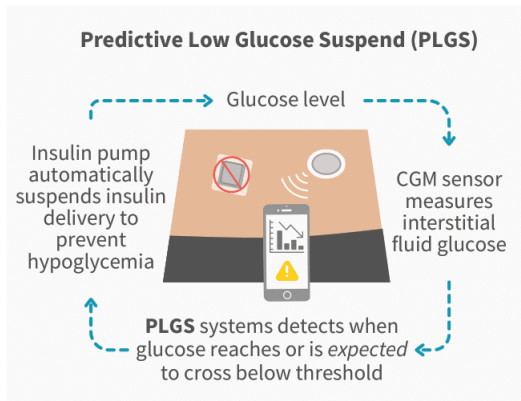 Predictive Low Glucose Suspend (PLGS)
Glucose level
CGM sensor
measures
interstitial
fluid glucose
PLGS systems detects when
glucose reaches or is expected
to cross below threshold
Insulin pump
automatically
suspends insulin
delivery to
prevent
hypoglycemia